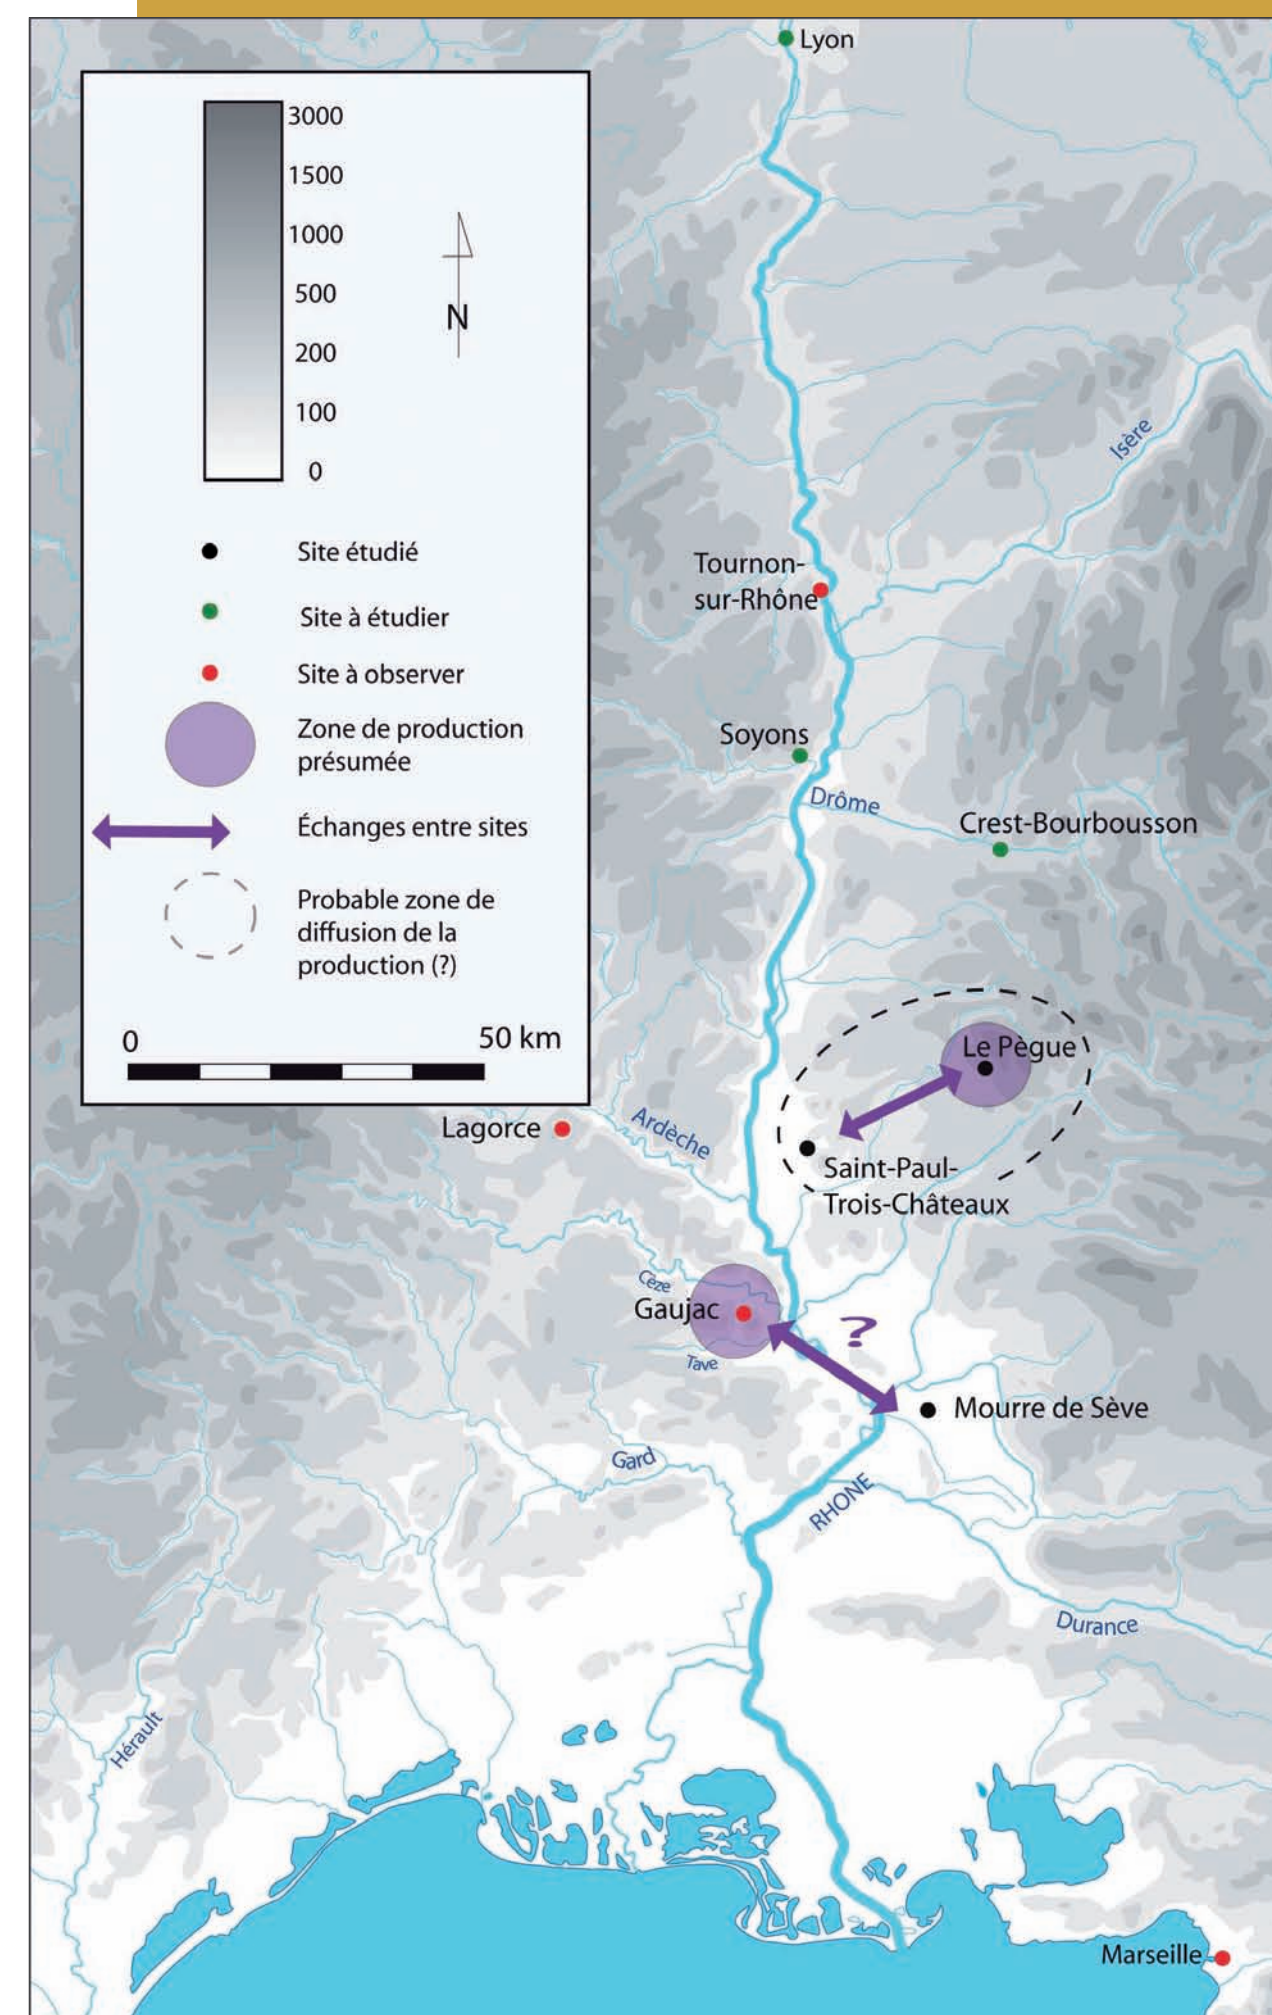 Lyon
3000
1500
1000
500
200
100
0
N
Site étudié
Site à étudier
Site à observer
Zone de production
présumée
Échanges entre sites
Probable zone de
diffusion de la
production (?)
0
50 km
Isère
Tournon-
sur-Rhône
Soyons
Drôme
Crest-Bourbousson
Le Pègue
Lagorce
Ardèche
Saint-Paul-
Trois-Châteaux
Cèze
Gaujac
?
Tave
Mourre de Sève
Gard
RHONE
Durance
Hérault
Marseille